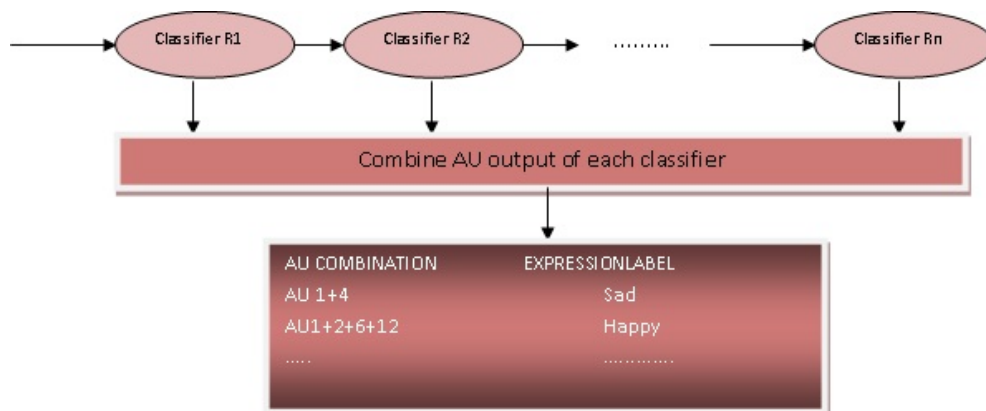 Classifier R1
Classifier R2
.........
Classifier Rn
Combine AU output of each classifier
AU COMBINATION EXPRESSIONLABEL
AU 1+4 Sad
AU1+2+6+12 Happy
..... .............